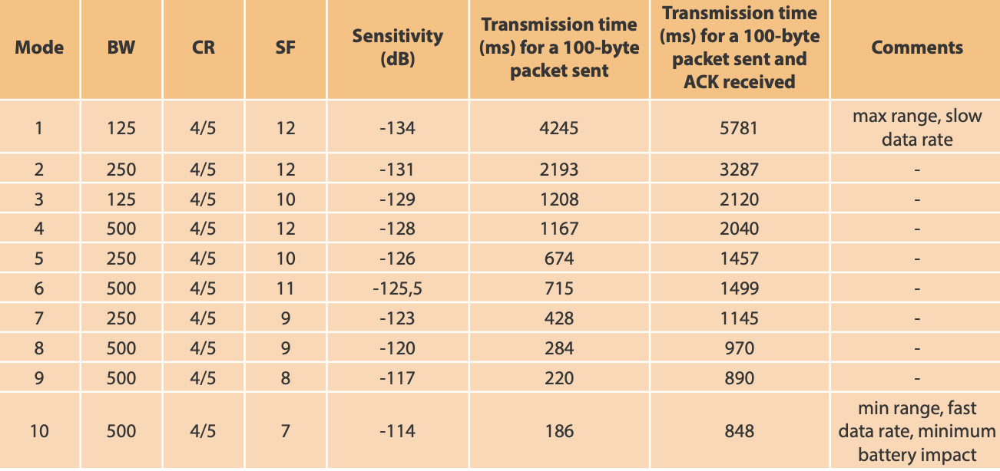 Mode BW CR SF Sensitivity (dB) Transmission time (ms) for a 100-byte packet sent Transmission time (ms) for a 100-byte packet sent and ACK received Comments
1 125 4/5 12 -134 4245 5781 max range, slow data rate
2 250 4/5 12 -131 2193 3287 -
3 125 4/5 10 -129 1208 2120 -
4 500 4/5 12 -128 1167 2040 -
5 250 4/5 10 -126 674 1457 -
6 500 4/5 11 -125,5 715 1499 -
7 250 4/5 9 -123 428 1145 -
8 500 4/5 9 -120 284 970 -
9 500 4/5 8 -117 220 890 -
10 500 4/5 7 -114 186 848 min range, fast data rate, minimum battery impact